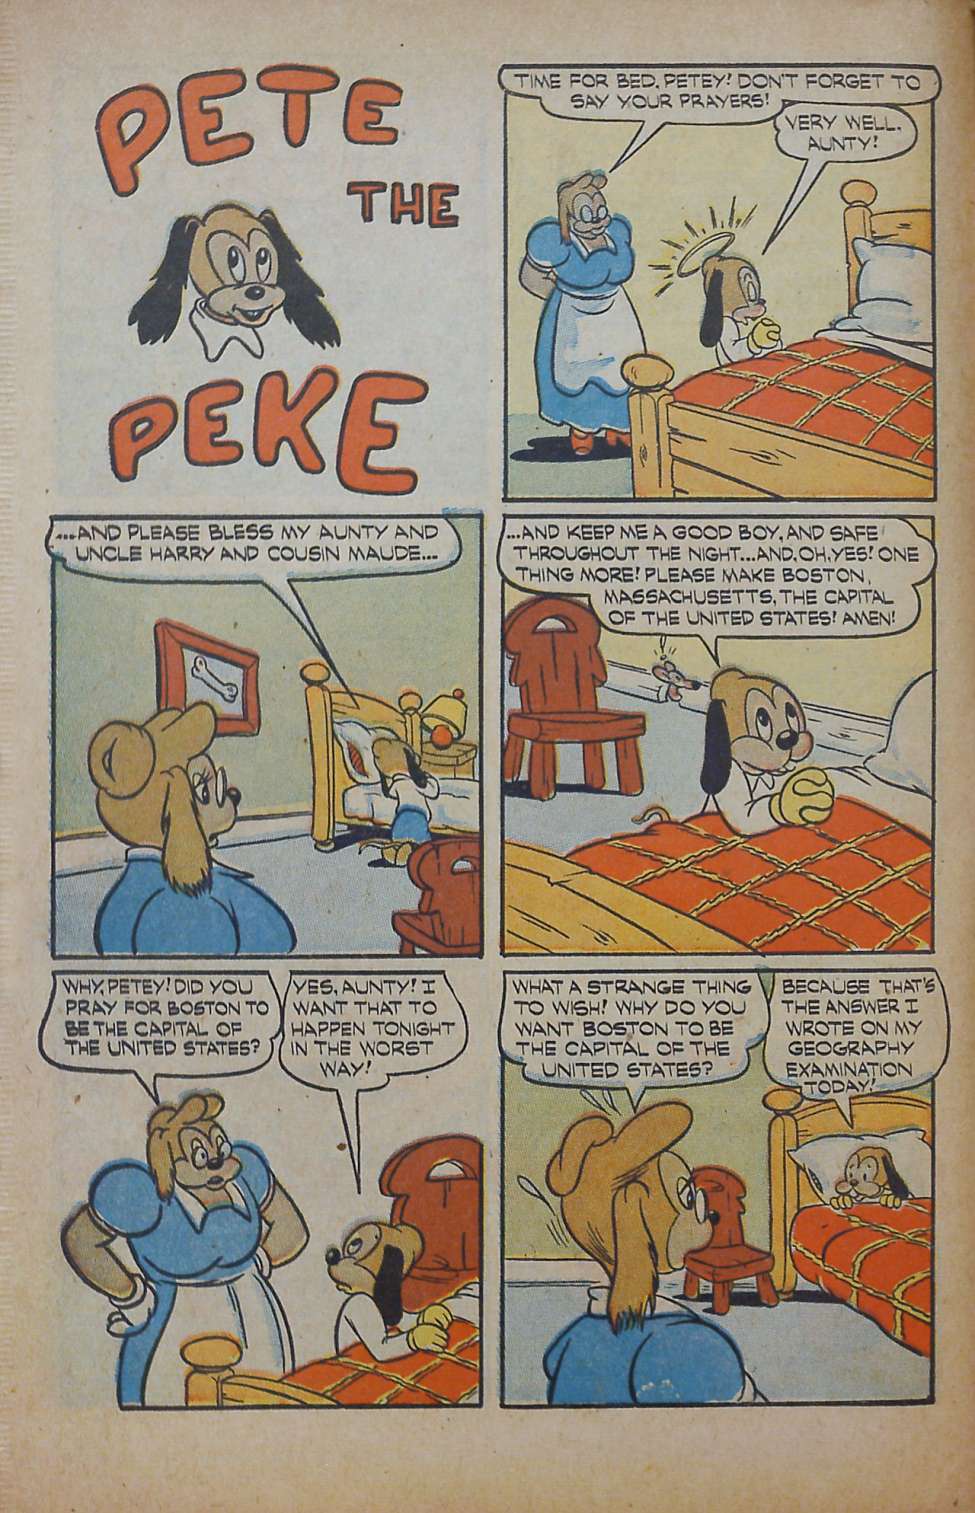 PETE
THE
PEKE
TIME FOR BED, PETEY! DON'T FORGET TO
SAY YOUR PRAYERS!
VERY WELL,
AUNTY!
...AND PLEASE BLESS MY AUNTY AND
UNCLE HARRY AND COUSIN MAUDE...
...AND KEEP ME A GOOD BOY, AND SAFE
THROUGHOUT THE NIGHT...AND, OH, YES! ONE
THING MORE! PLEASE MAKE BOSTON,
MASSACHUSETTS, THE CAPITAL
OF THE UNITED STATES! AMEN!
WHY, PETEY! DID YOU
PRAY FOR BOSTON TO
BE THE CAPITAL OF
THE UNITED STATES?
YES, AUNTY! I
WANT THAT TO
HAPPEN TONIGHT
IN THE WORST
WAY!
WHAT A STRANGE THING
TO WISH! WHY DO YOU
WANT BOSTON TO BE
THE CAPITAL OF THE
UNITED STATES?
BECAUSE THAT'S
THE ANSWER I
WROTE ON MY
GEOGRAPHY
EXAMINATION
TODAY!